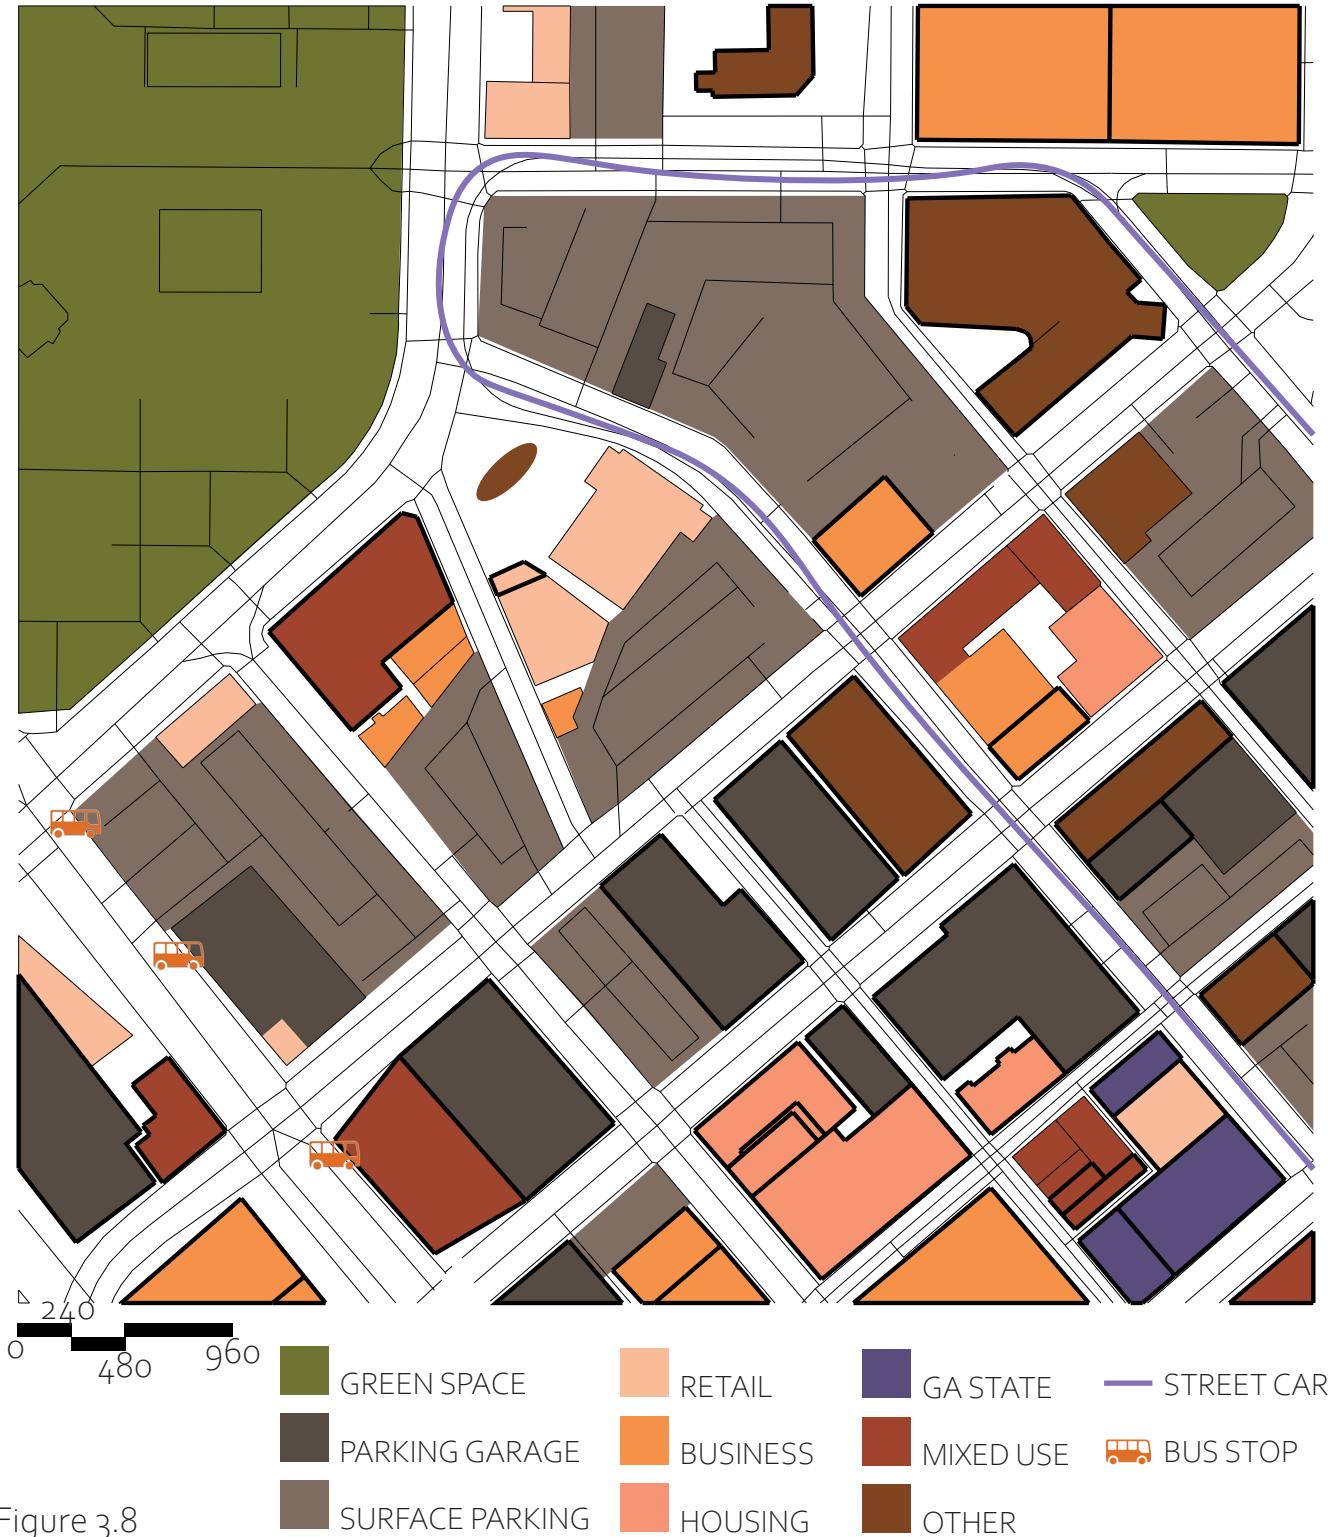 240
0
480
960
GREEN SPACE
RETAIL
GA STATE
STREET CAR
PARKING GARAGE
BUSINESS
MIXED USE
BUS STOP
SURFACE PARKING
HOUSING
OTHER
Figure 3.8